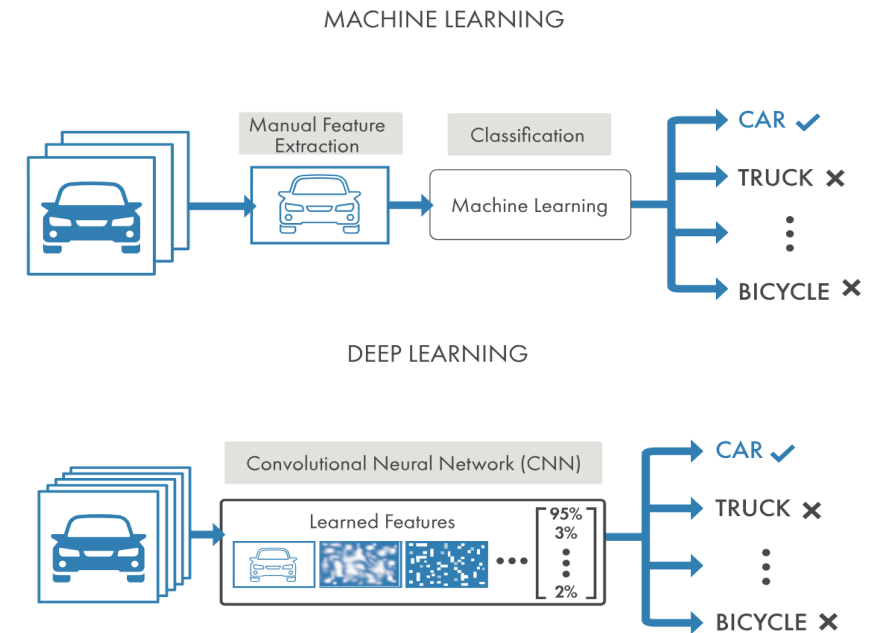 MACHINE LEARNING
Manual Feature
Extraction
Classification
Machine Learning
CAR
TRUCK
BICYCLE
DEEP LEARNING
Convolutional Neural Network (CNN)
Learned Features
95%
3%
2%
CAR
TRUCK
BICYCLE